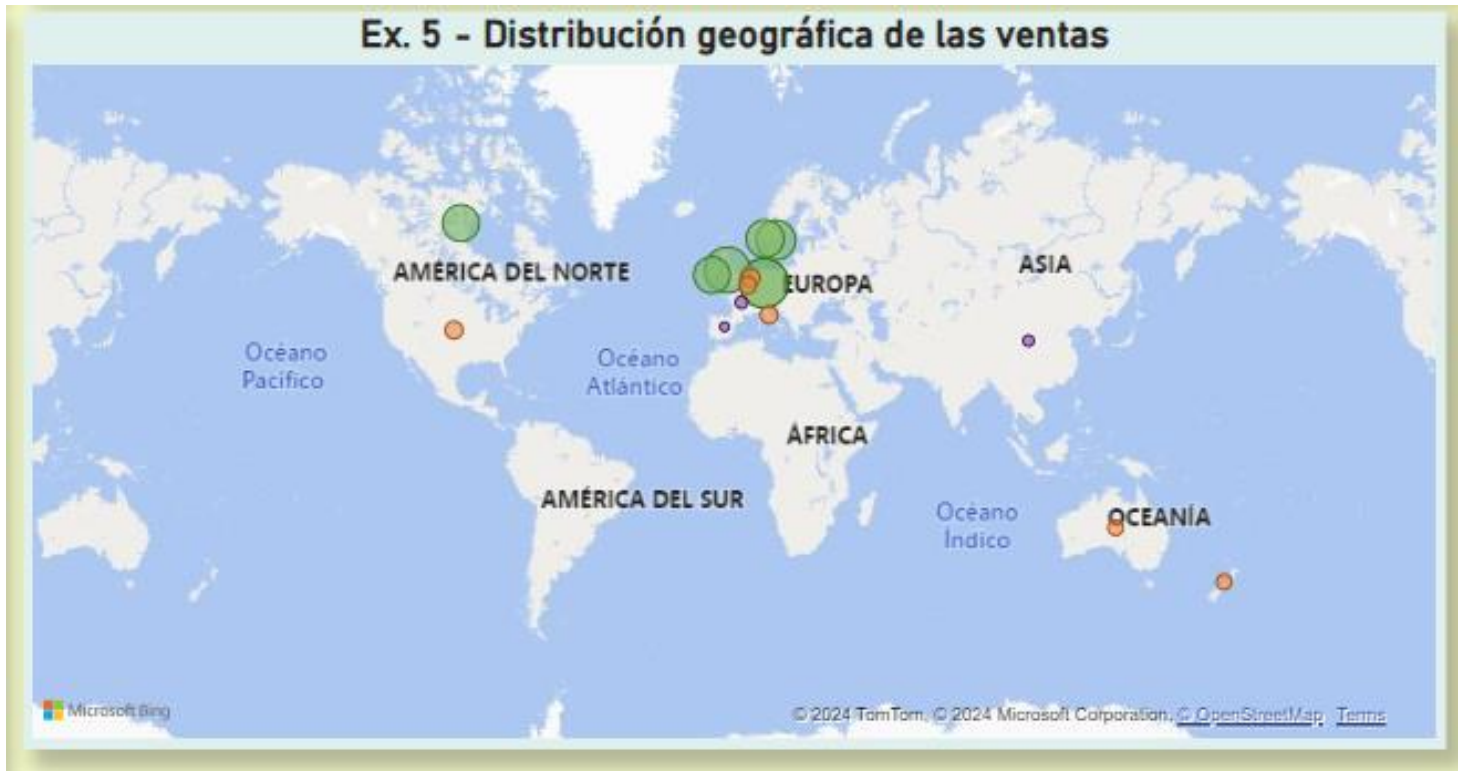 Ex. 5 - Distribución geográfica de las ventas
AMÉRICA DEL NORTE
EUROPA
ASIA
Océano
Pacífico
Océano
Atlántico
ÁFRICA
AMÉRICA DEL SUR
Océano
Índico
OCEANÍA
Microsoft Bing
© 2024 TomTom, © 2024 Microsoft Corporation, © OpenStreetMap Terms